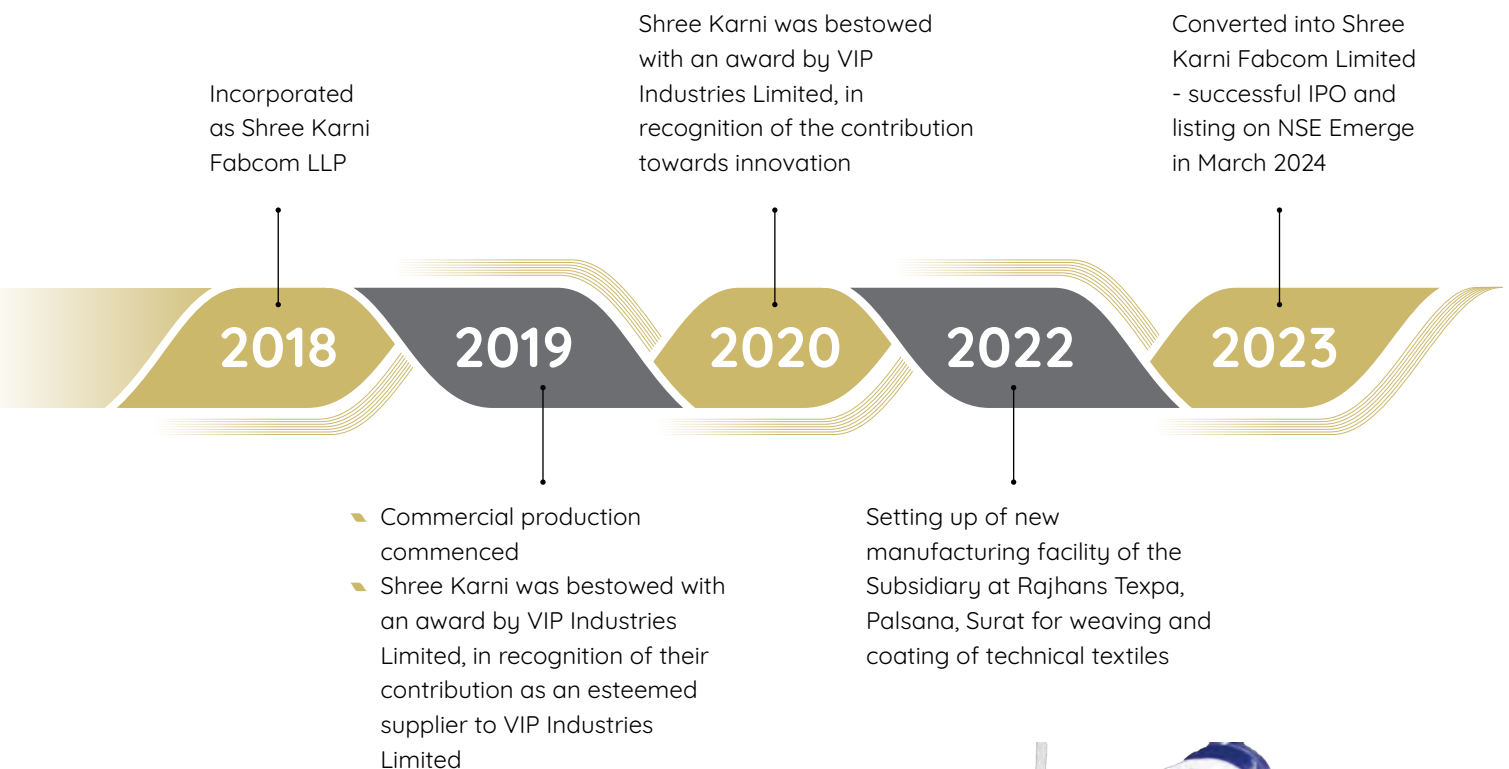 Incorporated
as Shree Karni
Fabcom LLP
Shree Karni was bestowed
with an award by VIP
Industries Limited, in
recognition of the contribution
towards innovation
Converted into Shree
Karni Fabcom Limited
- successful IPO and
listing on NSE Emerge
in March 2024
2018
2019
2020
2022
2023
Commercial production
commenced
Shree Karni was bestowed with
an award by VIP Industries
Limited, in recognition of their
contribution as an esteemed
supplier to VIP Industries
Limited
Setting up of new
manufacturing facility of the
Subsidiary at Rajhans Texpa,
Palsana, Surat for weaving and
coating of technical textiles